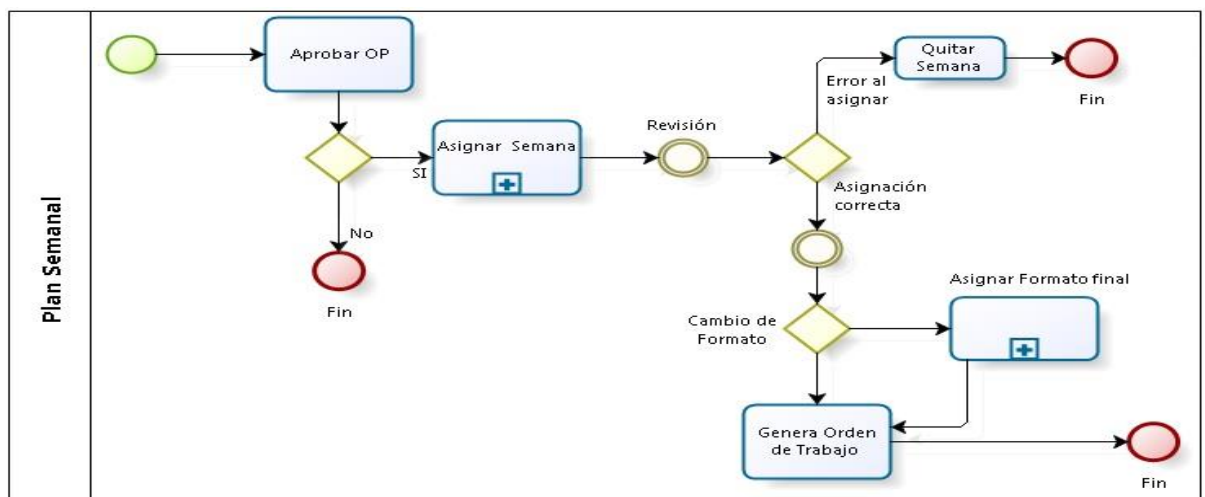 Plan Semanal
Aprobar OP
SI
No
Fin
Asignar Semana
Revisión
Error al
asignar
Quitar
Semana
Fin
Asignación
correcta
Cambio de
Formato
Asignar Formato final
Genera Orden
de Trabajo
Fin